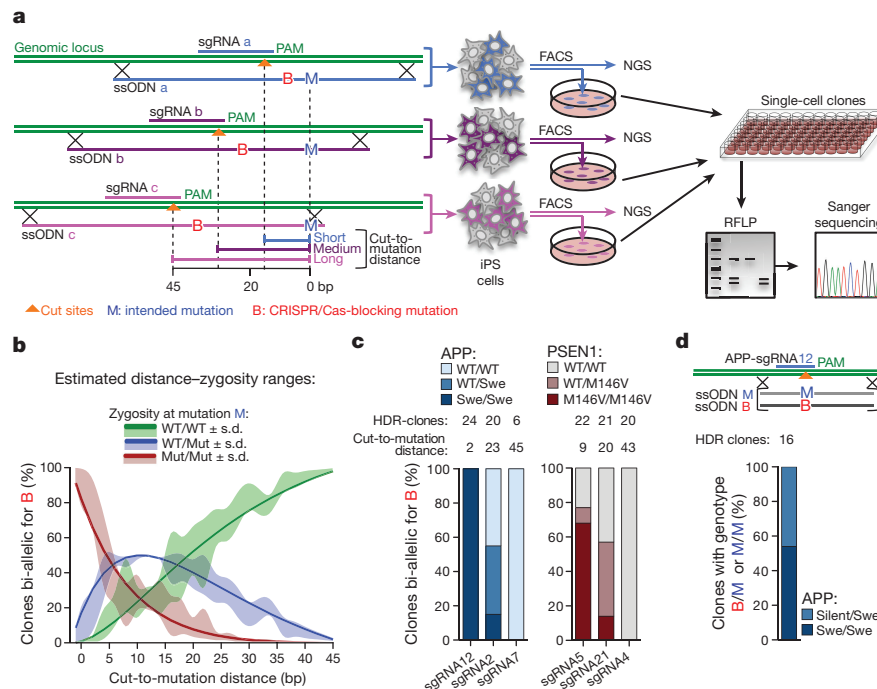 a
sgRNA a
Genomic locus
PAM
B M
ssODN a
sgRNA b
PAM
B M
ssODN b
sgRNA c
PAM
B M
ssODN c
Short
Medium
Long
Cut-to-
mutation
distance
45 20 0 bp
Cut sites M: intended mutation B: CRISPR/Cas-blocking mutation
FACS
NGS
FACS
NGS
FACS
NGS
iPS
cells
Single-cell clones
RFLP
Sanger
sequencing
b
Estimated distance–zygosity ranges:
Zygosity at mutation M:
WT/WT ± s.d.
WT/Mut ± s.d.
Mut/Mut ± s.d.
Clones bi-allelic for B (%)
100
80
60
40
20
0
0 5 10 15 20 25 30 35 40 45
Cut-to-mutation distance (bp)
c
APP:
WT/WT
WT/Swe
Swe/Swe
PSEN1:
WT/WT
WT/M146V
M146V/M146V
HDR-clones: 24 20 6 22 21 20
Cut-to-mutation
distance: 2 23 45 9 20 43
Clones bi-allelic for B (%)
100
80
60
40
20
0
sgRNA12
sgRNA2
sgRNA7
100
80
60
40
20
0
sgRNA5
sgRNA21
sgRNA4
d
APP-sgRNA12
PAM
ssODN M M
ssODN B B
HDR clones: 16
Clones with genotype
B/M or M/M (%)
100
80
60
40
20
0
APP:
Silent/Swe
Swe/Swe